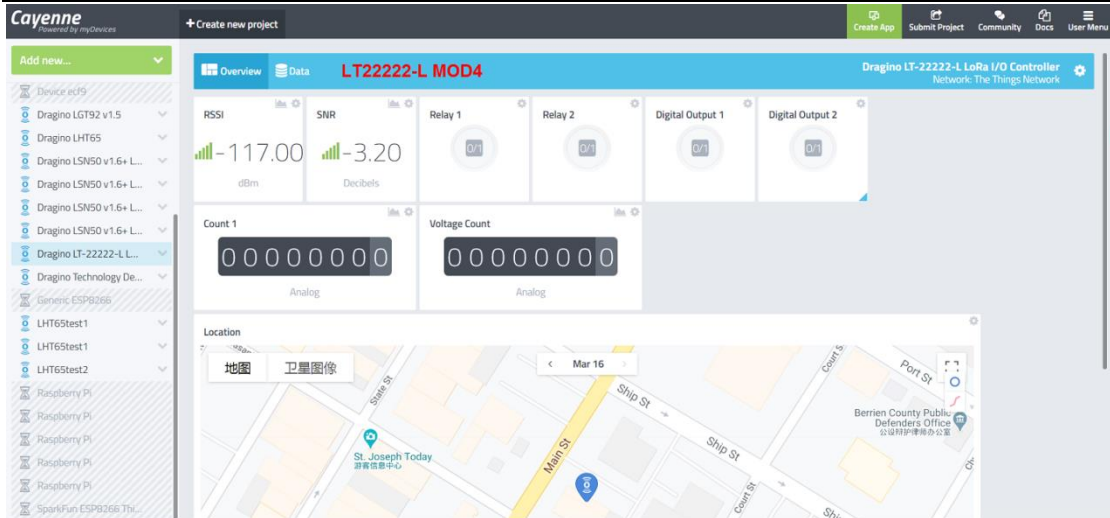 Cayenne
Powered by myDevices
+ Create new project
Create App
Submit Project
Community
Docs
User Menu
Add new...
Device ecf9
Dragino LGT92 v1.5
Dragino LHT65
Dragino LSN50 v1.6+ L...
Dragino LSN50 v1.6+ L...
Dragino LSN50 v1.6+ L...
Dragino LSN50 v1.6+ L...
Dragino LT-22222-L L...
Dragino Technology De...
Generic ESP8266
LHT65test1
LHT65test1
LHT65test2
Raspberry Pi
Raspberry Pi
Raspberry Pi
Raspberry Pi
Raspberry Pi
SparkFun ESP8266 Thi...
Overview
Data
LT22222-L MOD4
Dragino LT-22222-L LoRa I/O Controller
Network: The Things Network
RSSI
-117.00
dBm
SNR
-3.20
Decibels
Relay 1
0/1
Relay 2
0/1
Digital Output 1
0/1
Digital Output 2
0/1
Count 1
00000000
Analog
Voltage Count
00000000
Analog
Location
地图
卫星图像
< Mar 16 >
State St
Ship St
Ship St
Main St
Court St
Court St
Port St
St. Joseph Today
游客信息中心
Berrien County Public
Defenders Office
公设辩护律师办公室